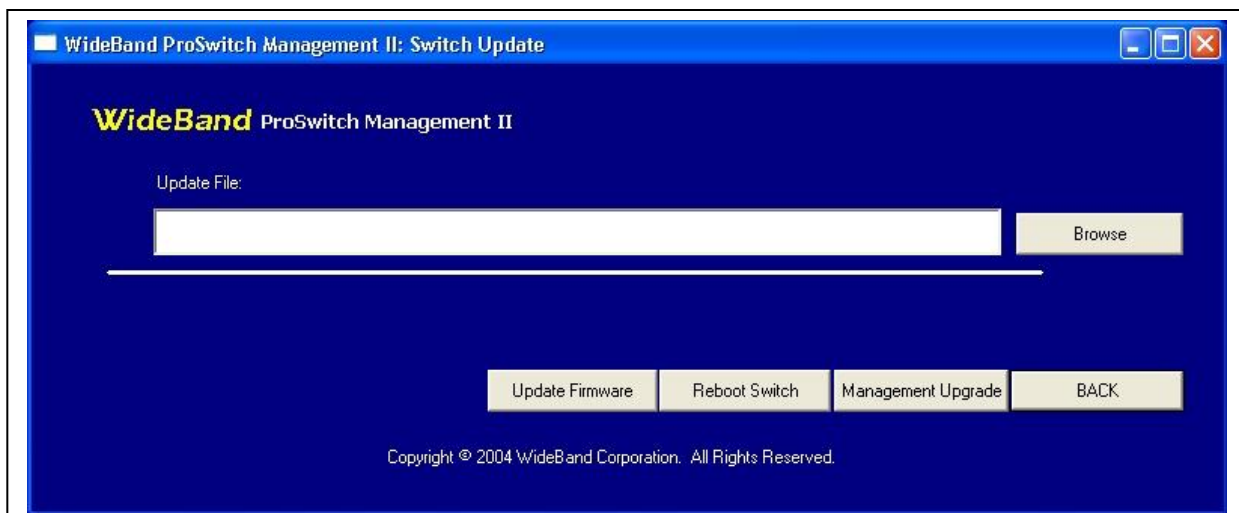 WideBand ProSwitch Management II: Switch Update
WideBand ProSwitch Management II
Update File:
Browse
Update Firmware Reboot Switch Management Upgrade BACK
Copyright © 2004 WideBand Corporation. All Rights Reserved.